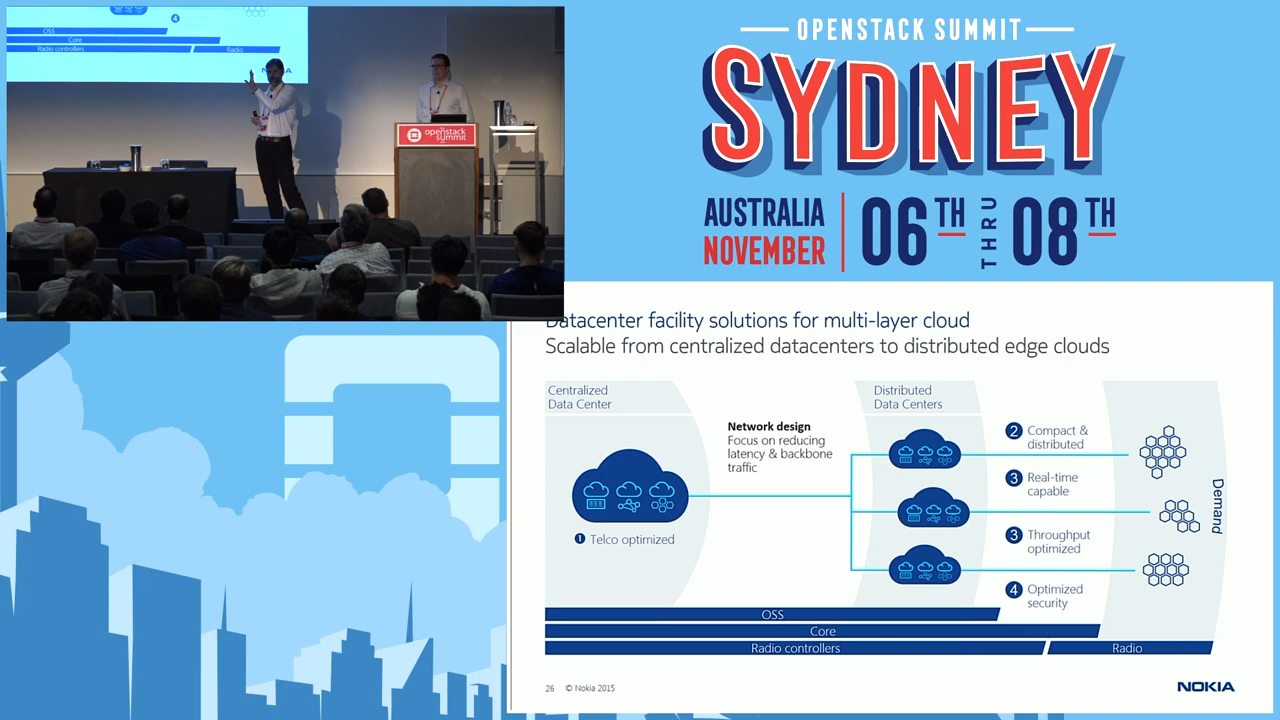 4
OSS
Core
Radio controllers
Radio
openstack
summit
OPENSTACK SUMMIT
SYDNEY
AUSTRALIA
NOVEMBER
06TH THRU 08TH
Datacenter facility solutions for multi-layer cloud
Scalable from centralized datacenters to distributed edge clouds
Centralized
Data Center
Network design
Focus on reducing
latency & backbone
traffic
1 Telco optimized
Distributed
Data Centers
2 Compact &
distributed
3 Real-time
capable
3 Throughput
optimized
4 Optimized
security
Demand
OSS
Core
Radio controllers
Radio
26 © Nokia 2015
NOKIA